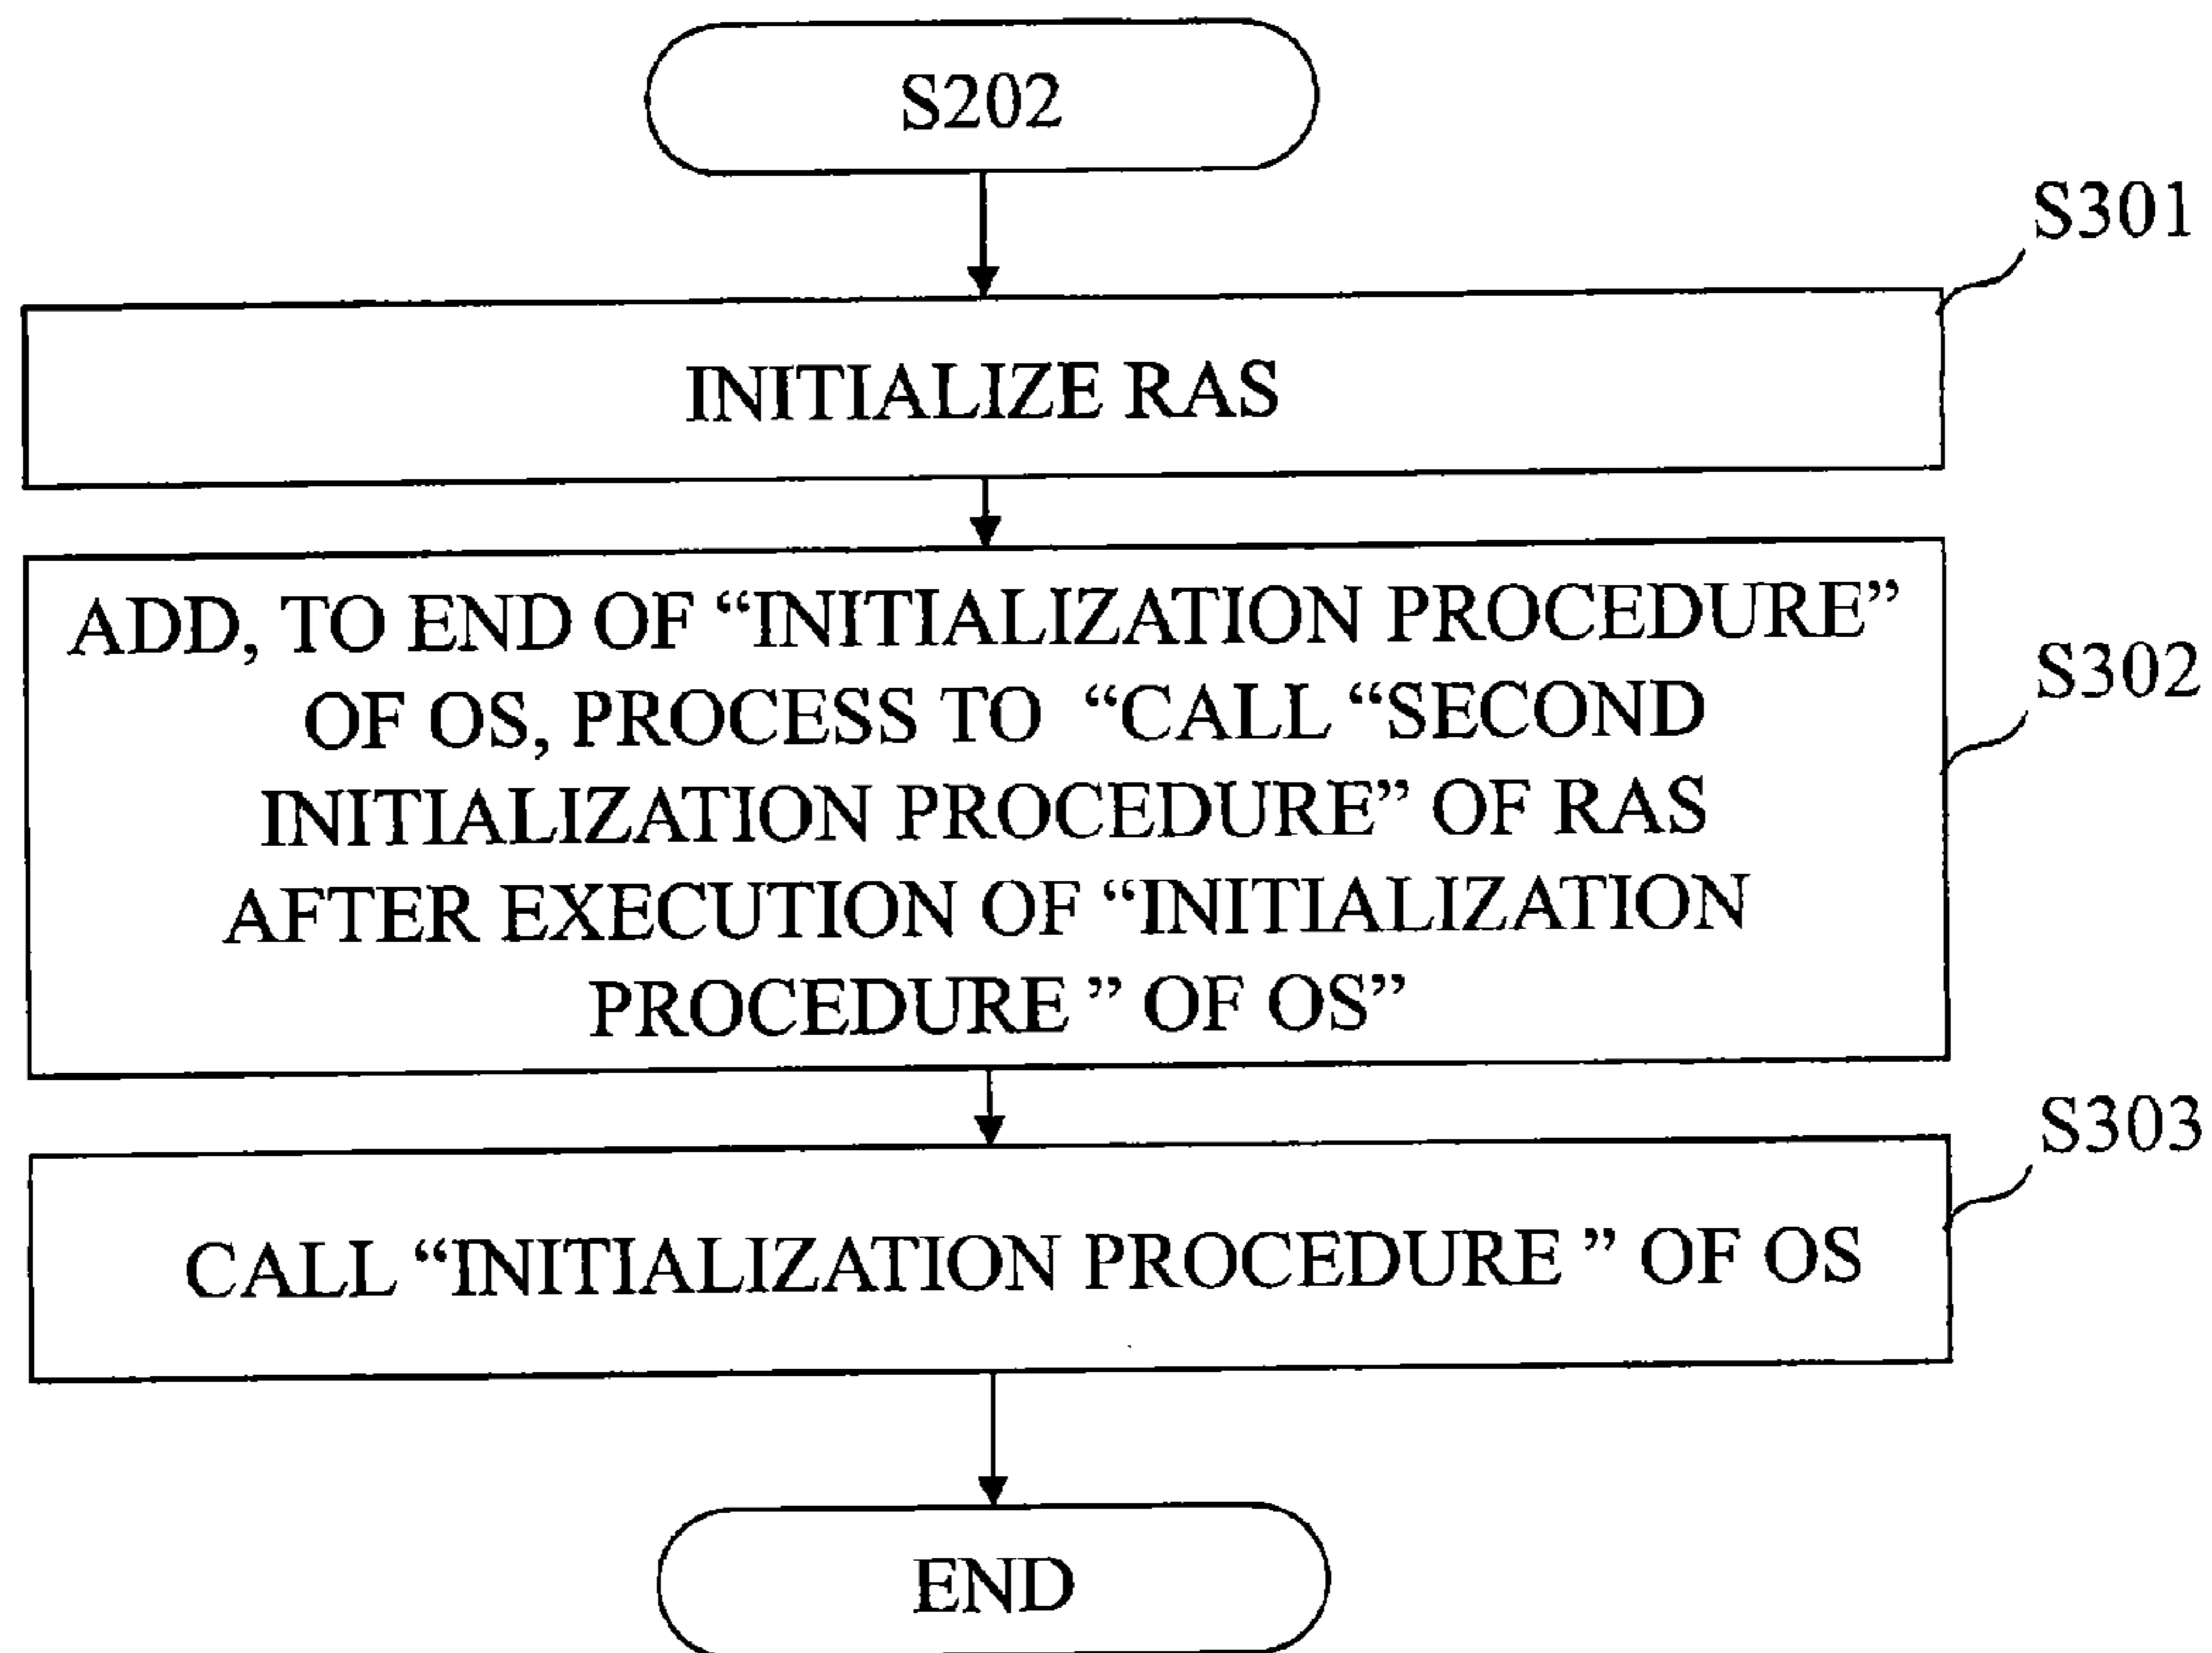 S202
S301
INITIALIZE RAS
ADD, TO END OF “INITIALIZATION PROCEDURE”
OF OS, PROCESS TO “CALL “SECOND
INITIALIZATION PROCEDURE” OF RAS
AFTER EXECUTION OF “INITIALIZATION
PROCEDURE ” OF OS”
S302
S303
CALL “INITIALIZATION PROCEDURE ” OF OS
END